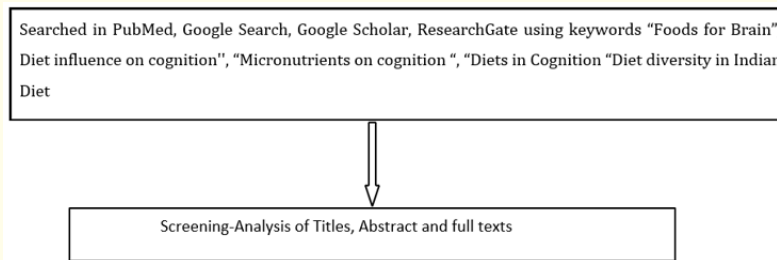 Searched in PubMed, Google Search, Google Scholar, ResearchGate using keywords “Foods for Brain”
Diet influence on cognition'', “Micronutrients on cognition “, “Diets in Cognition “Diet diversity in Indian
Diet
Screening-Analysis of Titles, Abstract and full texts